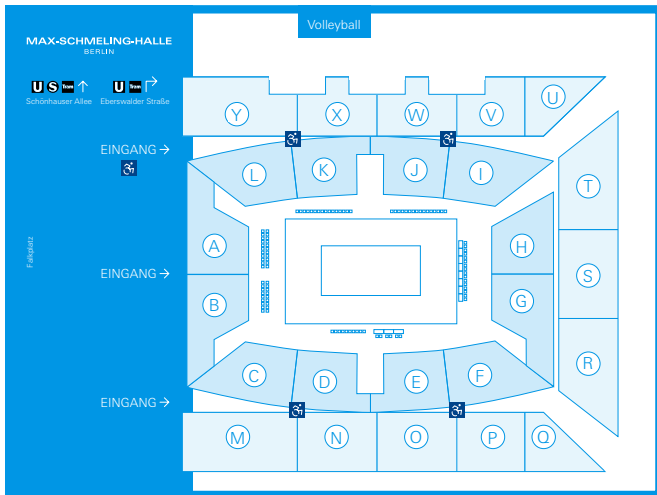 Volleyball
MAX-SCHMELING-HALLE
BERLIN
U S Tram
U Tram
Schönhauser Allee
Eberswalder Straße
EINGANG
EINGANG
EINGANG
Falkplatz
Y X W V U
L K J I
T
A H
S
B G
R
C D E F
M N O P Q